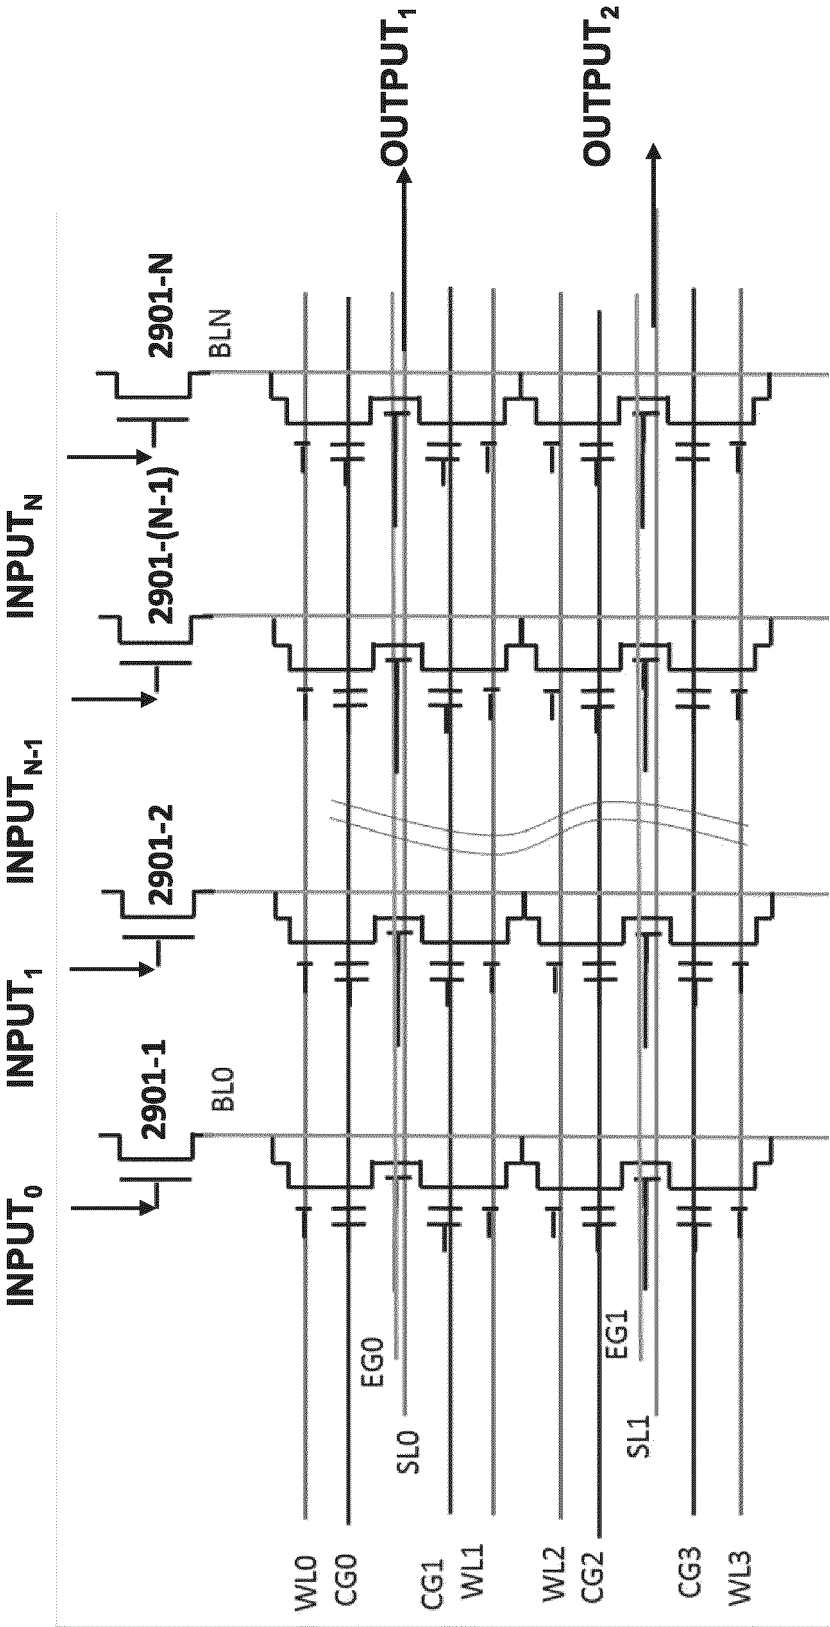 INPUT0
INPUT1
INPUTN-1
INPUTN
2901-1
2901-2
2901-(N-1)
2901-N
BL0
BLN
WL0
CG0
EG0
SL0
OUTPUT1
CG1
WL1
WL2
CG2
EG1
SL1
OUTPUT2
CG3
WL3